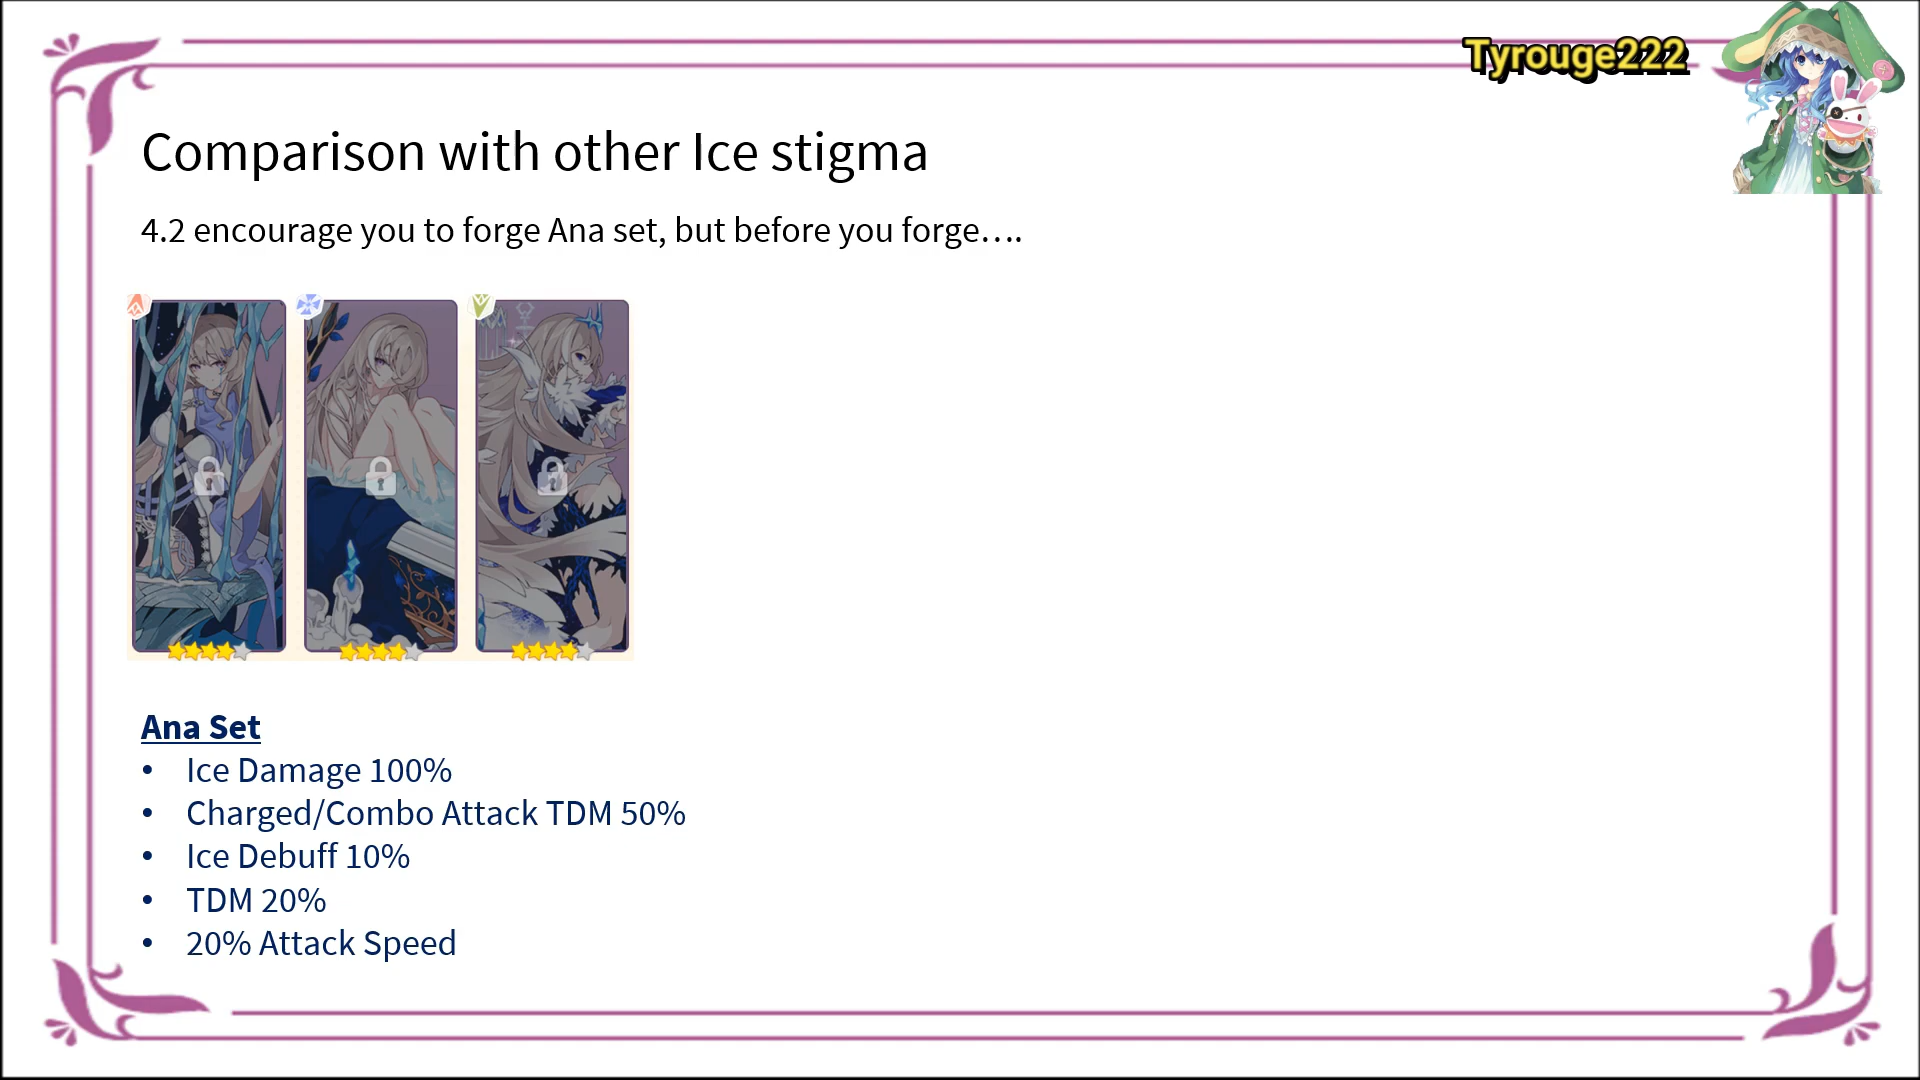 Tyrouge222
Comparison with other Ice stigma
4.2 encourage you to forge Ana set, but before you forge….
Ana Set
• Ice Damage 100%
• Charged/Combo Attack TDM 50%
• Ice Debuff 10%
• TDM 20%
• 20% Attack Speed